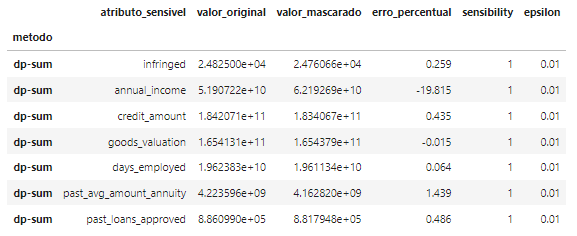 atributo_sensivel valor_original valor_mascarado erro_percentual sensibility epsilon
metodo
dp-sum infringed 2.482500e+04 2.476066e+04 0.259 1 0.01
dp-sum annual_income 5.190722e+10 6.219269e+10 -19.815 1 0.01
dp-sum credit_amount 1.842071e+11 1.834067e+11 0.435 1 0.01
dp-sum goods_valuation 1.654131e+11 1.654379e+11 -0.015 1 0.01
dp-sum days_employed 1.962383e+10 1.961134e+10 0.064 1 0.01
dp-sum past_avg_amount_annuity 4.223596e+09 4.162820e+09 1.439 1 0.01
dp-sum past_loans_approved 8.860990e+05 8.817948e+05 0.486 1 0.01